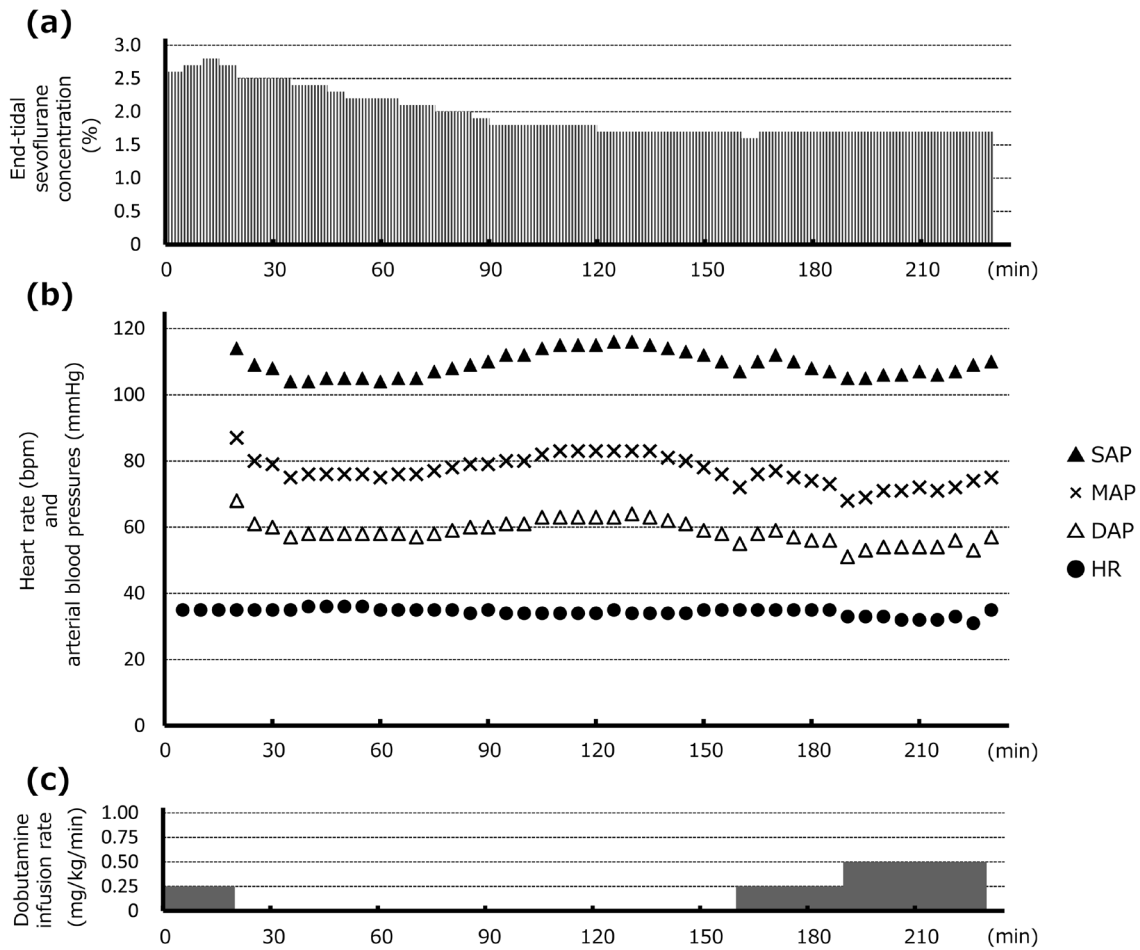 (a)
End-tidal
sevoflurane
concentration
(%)
3.0
2.5
2.0
1.5
1.0
0.5
0
0 30 60 90 120 150 180 210 (min)
(b)
Heart rate (bpm)
and
arterial blood pressures (mmHg)
120
100
80
60
40
20
0
0 30 60 90 120 150 180 210 (min)
SAP
MAP
DAP
HR
(c)
Dobutamine
infusion rate
(mg/kg/min)
1.00
0.75
0.50
0.25
0
0 30 60 90 120 150 180 210 (min)